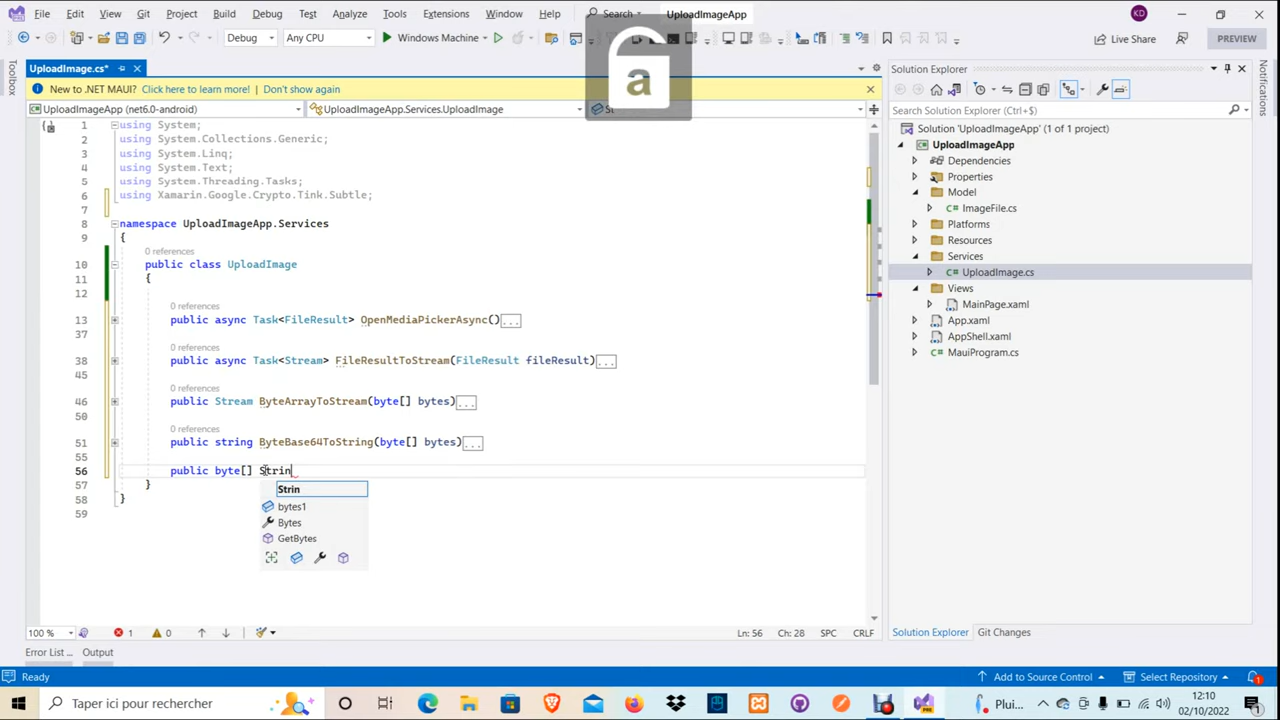 File Edit View Git Project Build Debug Test Analyze Tools Extensions Window Help Search UploadImageApp KD
Debug Any CPU Windows Machine Live Share PREVIEW
Toolbox
UploadImage.cs*
New to .NET MAUI? Click here to learn more! Don't show again
UploadImageApp (net6.0-android) UploadImageApp.Services.UploadImage
a
1 using System;
2 using System.Collections.Generic;
3 using System.Linq;
4 using System.Text;
5 using System.Threading.Tasks;
6 using Xamarin.Google.Crypto.Tink.Subtle;
7
8 namespace UploadImageApp.Services
9 {
0 references
10 public class UploadImage
11 {
12
0 references
13 public async Task<FileResult> OpenMediaPickerAsync()...
37
0 references
38 public async Task<Stream> FileResultToStream(FileResult fileResult)...
45
0 references
46 public Stream ByteArrayToStream(byte[] bytes)...
50
0 references
51 public string ByteBase64ToString(byte[] bytes)...
55
56 public byte[] Strin
57 }
58 }
59
Strin
bytes1
Bytes
GetBytes
100 % 1 0 Ln: 56 Ch: 28 SPC CRLF
Error List Output
Solution Explorer
Search Solution Explorer (Ctrl+$)
Solution 'UploadImageApp' (1 of 1 project)
UploadImageApp
Dependencies
Properties
Model
C# ImageFile.cs
Platforms
Resources
Services
C# UploadImage.cs
Views
MainPage.xaml
App.xaml
AppShell.xaml
C# MauiProgram.cs
Solution Explorer Git Changes
Notifications
Ready Add to Source Control Select Repository 1
Taper ici pour rechercher Plui... 12:10
02/10/2022